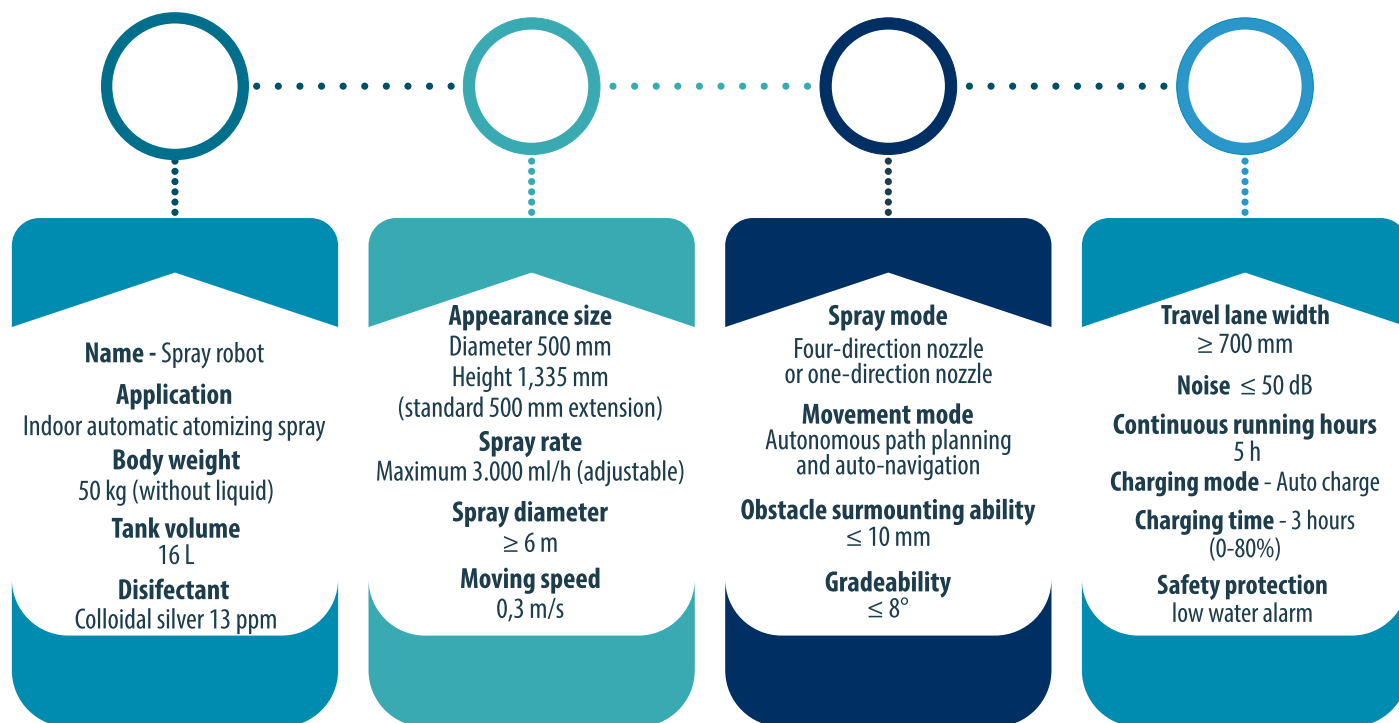 Name - Spray robot
Application
Indoor automatic atomizing spray
Body weight
50 kg (without liquid)
Tank volume
16 L
Disifectant
Colloidal silver 13 ppm
Appearance size
Diameter 500 mm
Height 1,335 mm
(standard 500 mm extension)
Spray rate
Maximum 3.000 ml/h (adjustable)
Spray diameter
≥ 6 m
Moving speed
0,3 m/s
Spray mode
Four-direction nozzle
or one-direction nozzle
Movement mode
Autonomous path planning
and auto-navigation
Obstacle surmounting ability
≤ 10 mm
Gradeability
≤ 8°
Travel lane width
≥ 700 mm
Noise ≤ 50 dB
Continuous running hours
5 h
Charging mode - Auto charge
Charging time - 3 hours
(0-80%)
Safety protection
low water alarm